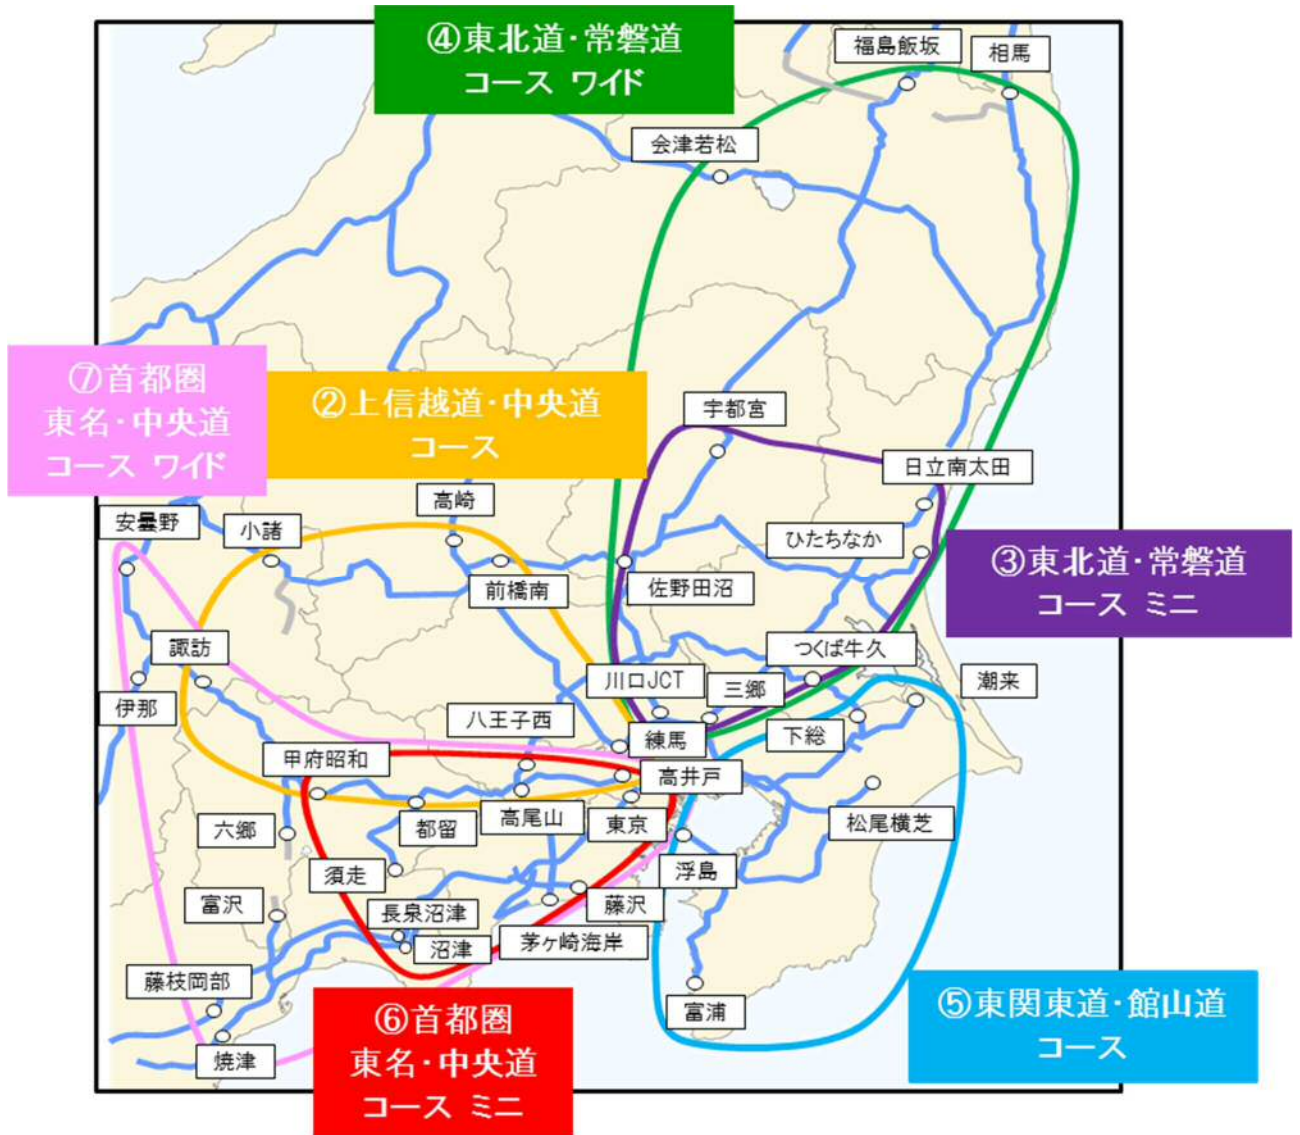 ④東北道・常磐道
コース ワイド
福島飯坂
相馬
会津若松
⑦首都圏
東名・中央道
コース ワイド
②上信越道・中央道
コース
宇都宮
日立南太田
高崎
安曇野
小諸
ひたちなか
③東北道・常磐道
コース ミニ
前橋南
佐野田沼
諏訪
つくば牛久
川口JCT
三郷
潮来
伊那
八王子西
練馬
下総
甲府昭和
高井戸
六郷
都留
高尾山
東京
松尾横芝
須走
浮島
富沢
長泉沼津
藤沢
沼津
茅ヶ崎海岸
藤枝岡部
富浦
⑤東関東道・館山道
コース
焼津
⑥首都圏
東名・中央道
コース ミニ